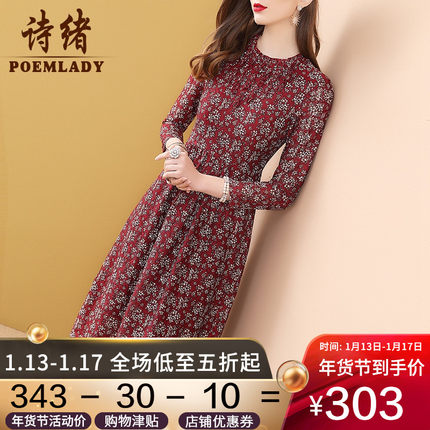 诗绪
POEMLADY
时间:1月13日-1月17日
1.13-1.17 全场低至五折起
年货节到手价
343 - 30 - 10 = ¥303
年货节活动价 购物津贴 店铺优惠券